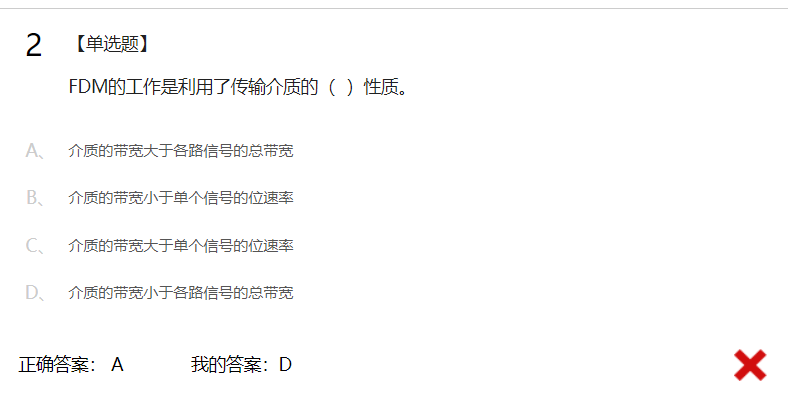 2 【单选题】
FDM的工作是利用了传输介质的（ ）性质。
A、 介质的带宽大于各路信号的总带宽
B、 介质的带宽小于单个信号的位速率
C、 介质的带宽大于单个信号的位速率
D、 介质的带宽小于各路信号的总带宽
正确答案： A 我的答案：D